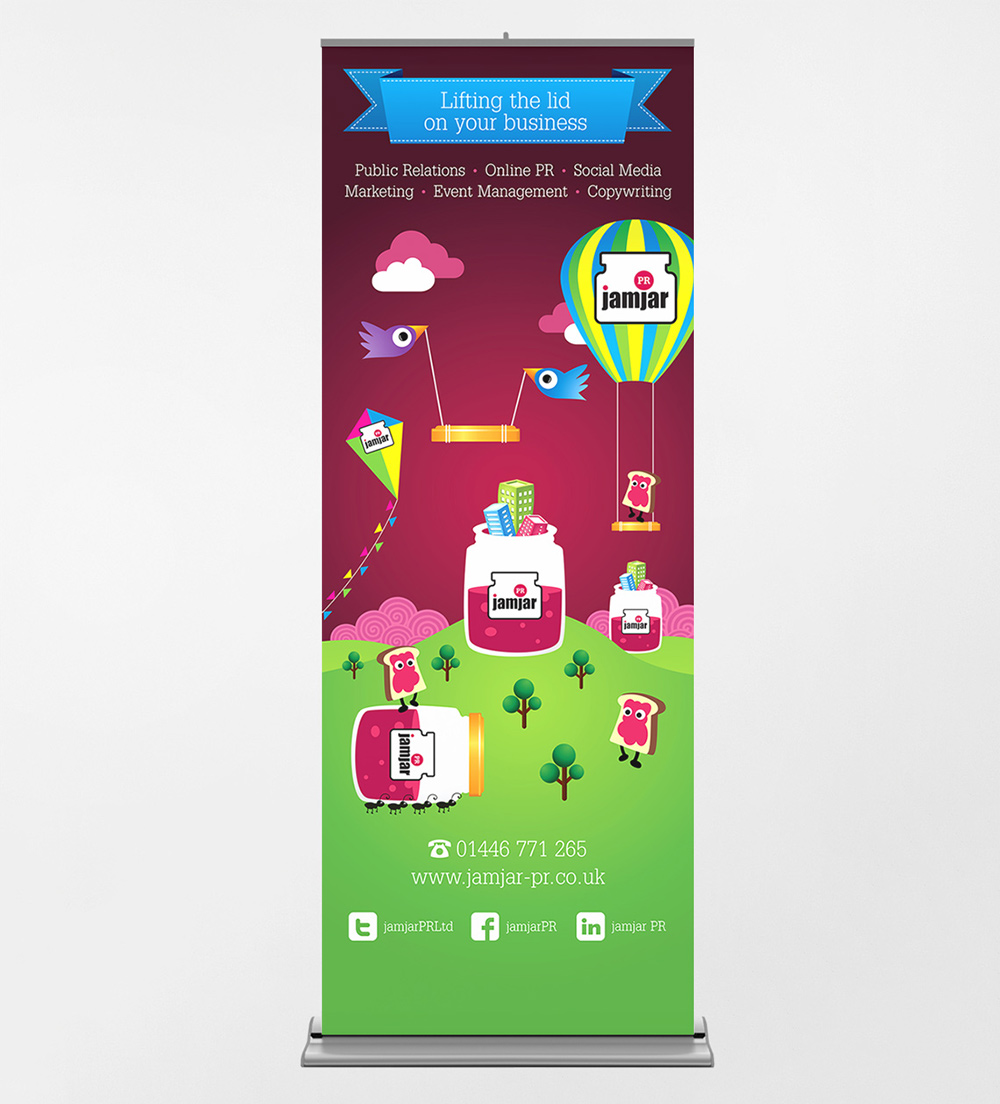 Lifting the lid
on your business
Public Relations • Online PR • Social Media
Marketing • Event Management • Copywriting
PR
jamjar
PR
jamjar
PR
jamjar
PR
jamjar
PR
jamjar
01446 771 265
www.jamjar-pr.co.uk
jamjarPRLtd
jamjarPR
in jamjar PR